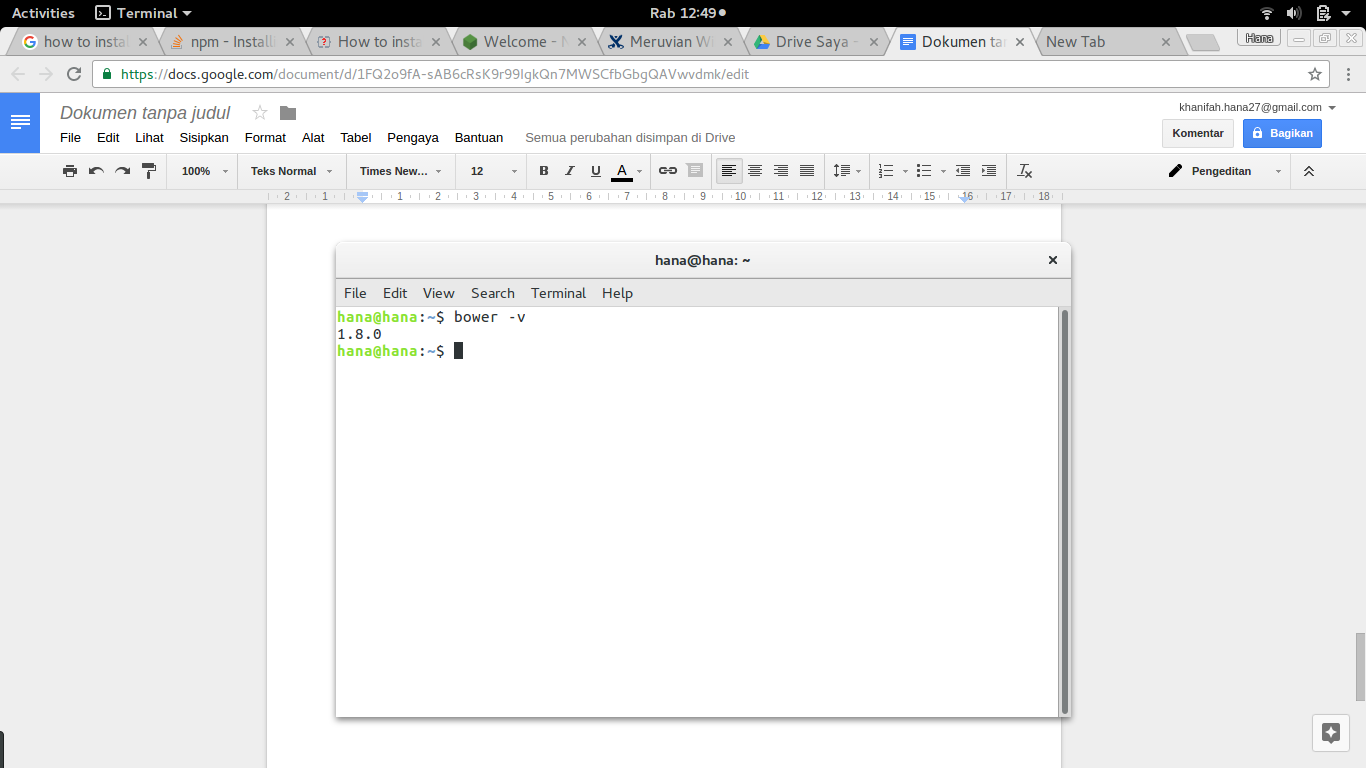 Activities Terminal Rab 12:49
how to instal npm - Installi How to insta Welcome - N Meruvian Wi Drive Saya - Dokumen tan New Tab Hana
https://docs.google.com/document/d/1FQ2o9fA-sAB6cRsK9r99IgkQn7MWSCfbGbgQAVwvdmk/edit
Dokumen tanpa judul khanifah.hana27@gmail.com
File Edit Lihat Sisipkan Format Alat Tabel Pengaya Bantuan Semua perubahan disimpan di Drive Komentar Bagikan
100% Teks Normal Times New... 12 B I U A Pengeditan
2 1 1 2 3 4 5 6 7 8 9 10 11 12 13 14 15 16 17 18
hana@hana: ~
File Edit View Search Terminal Help
hana@hana:~$ bower -v
1.8.0
hana@hana:~$